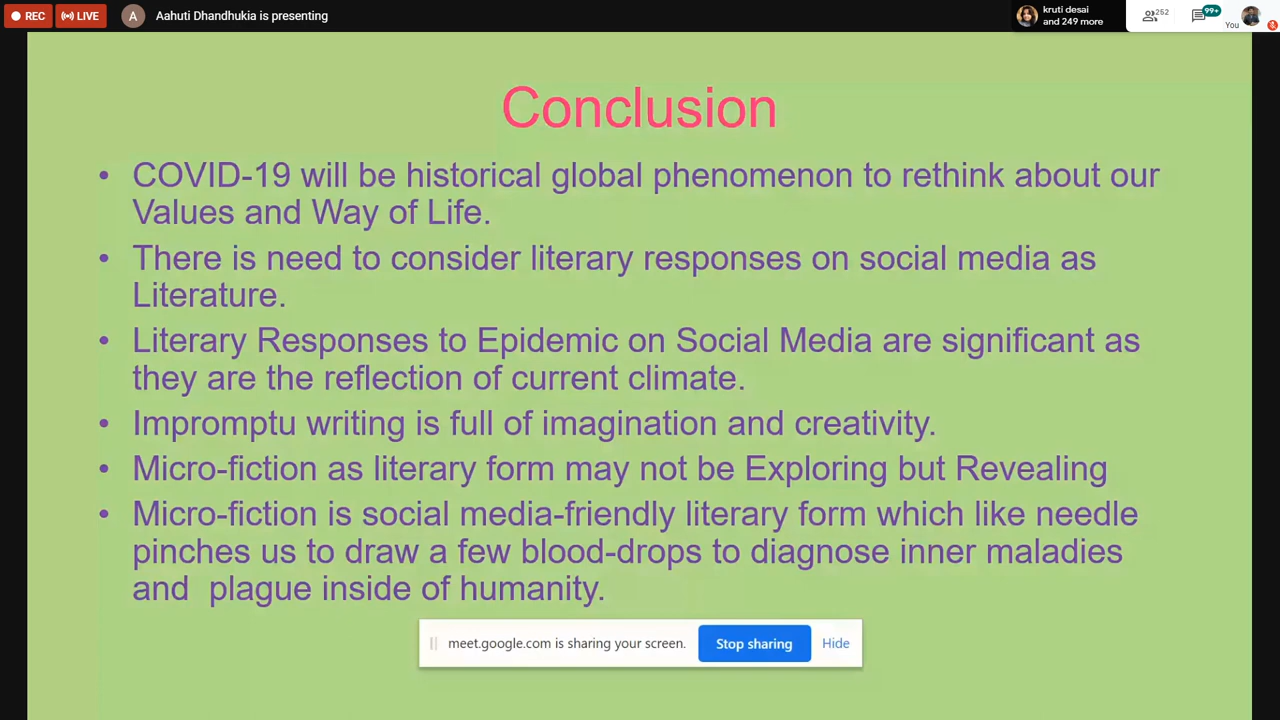 REC LIVE A Aahuti Dhandhukia is presenting
kruti desai
and 249 more
252
99+
You
Conclusion
• COVID-19 will be historical global phenomenon to rethink about our
Values and Way of Life.
• There is need to consider literary responses on social media as
Literature.
• Literary Responses to Epidemic on Social Media are significant as
they are the reflection of current climate.
• Impromptu writing is full of imagination and creativity.
• Micro-fiction as literary form may not be Exploring but Revealing
• Micro-fiction is social media-friendly literary form which like needle
pinches us to draw a few blood-drops to diagnose inner maladies
and plague inside of humanity.
meet.google.com is sharing your screen. Stop sharing Hide